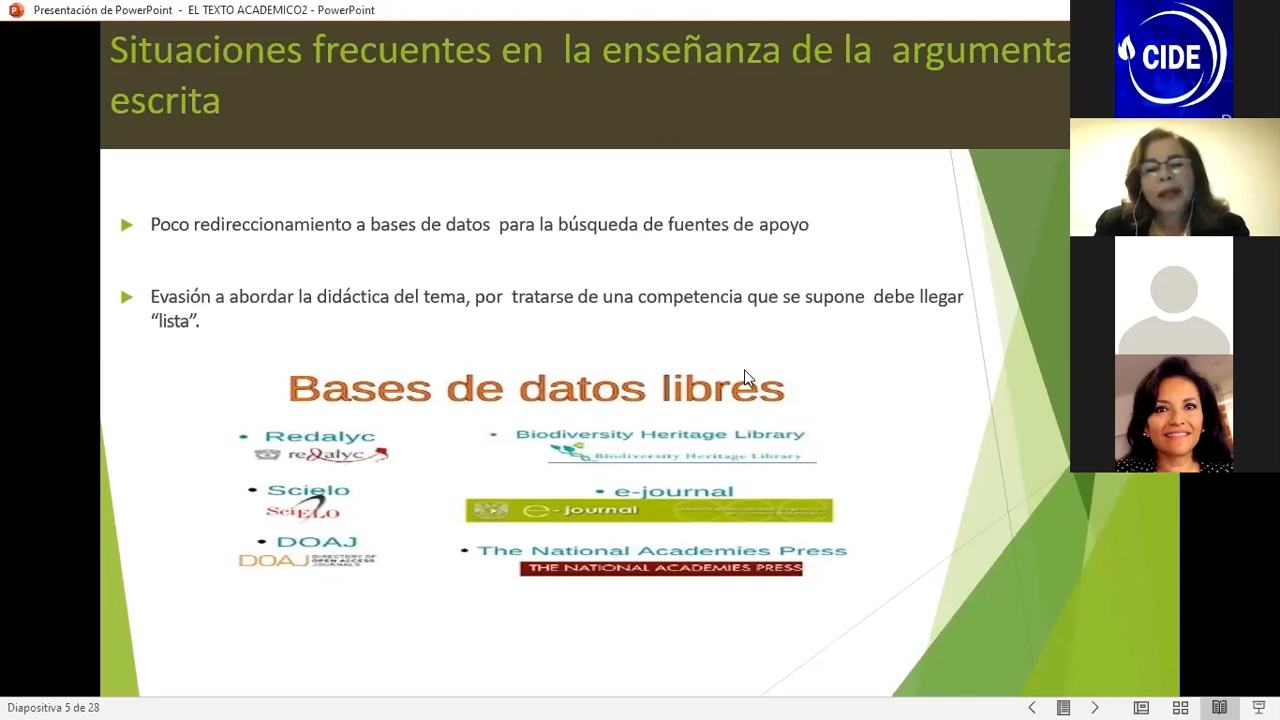 Presentación de PowerPoint - EL TEXTO ACADEMICO2 - PowerPoint
Situaciones frecuentes en la enseñanza de la argumenta
escrita
CIDE
Poco redireccionamiento a bases de datos para la búsqueda de fuentes de apoyo
Evasión a abordar la didáctica del tema, por tratarse de una competencia que se supone debe llegar
“lista”.
Bases de datos libres
• Redalyc
redalyc
• Scielo
SciELO
• DOAJ
DOAJ DIRECTORY OF
OPEN ACCESS
JOURNALS
• Biodiversity Heritage Library
Biodiversity Heritage Library
• e-journal
e-journal
• The National Academies Press
THE NATIONAL ACADEMIES PRESS
Diapositiva 5 de 28